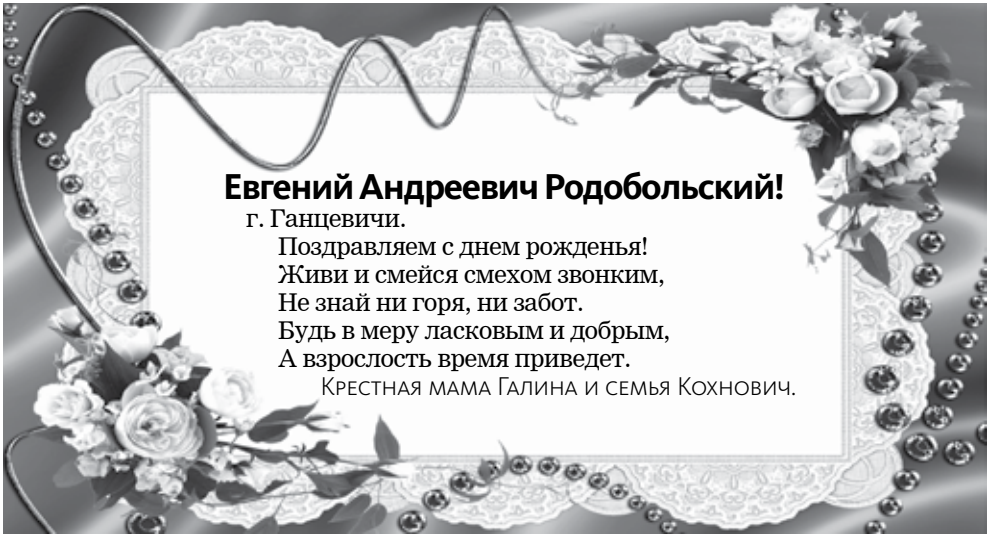 Евгений Андреевич Родобольский!
г. Ганцевичи.
Поздравляем с днем рожденья!
Живи и смейся смехом звонким,
Не знай ни горя, ни забот.
Будь в меру ласковым и добрым,
А взрослость время приведет.
Крестная мама Галина и семья Кохнович.